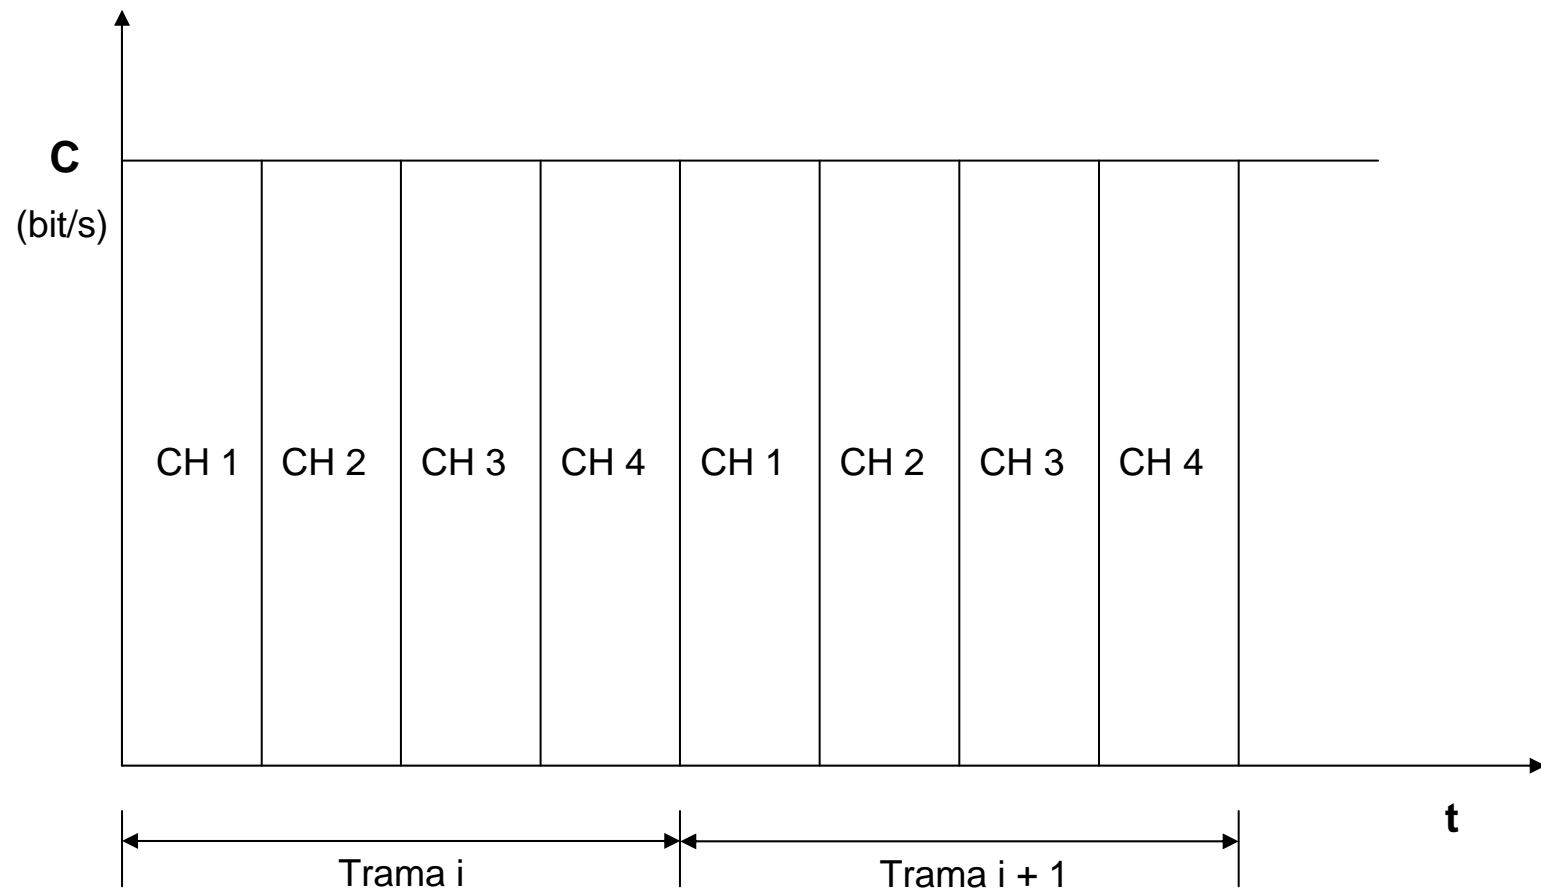 C
(bit/s)
CH 1 CH 2 CH 3 CH 4 CH 1 CH 2 CH 3 CH 4
t
Trama i Trama i + 1